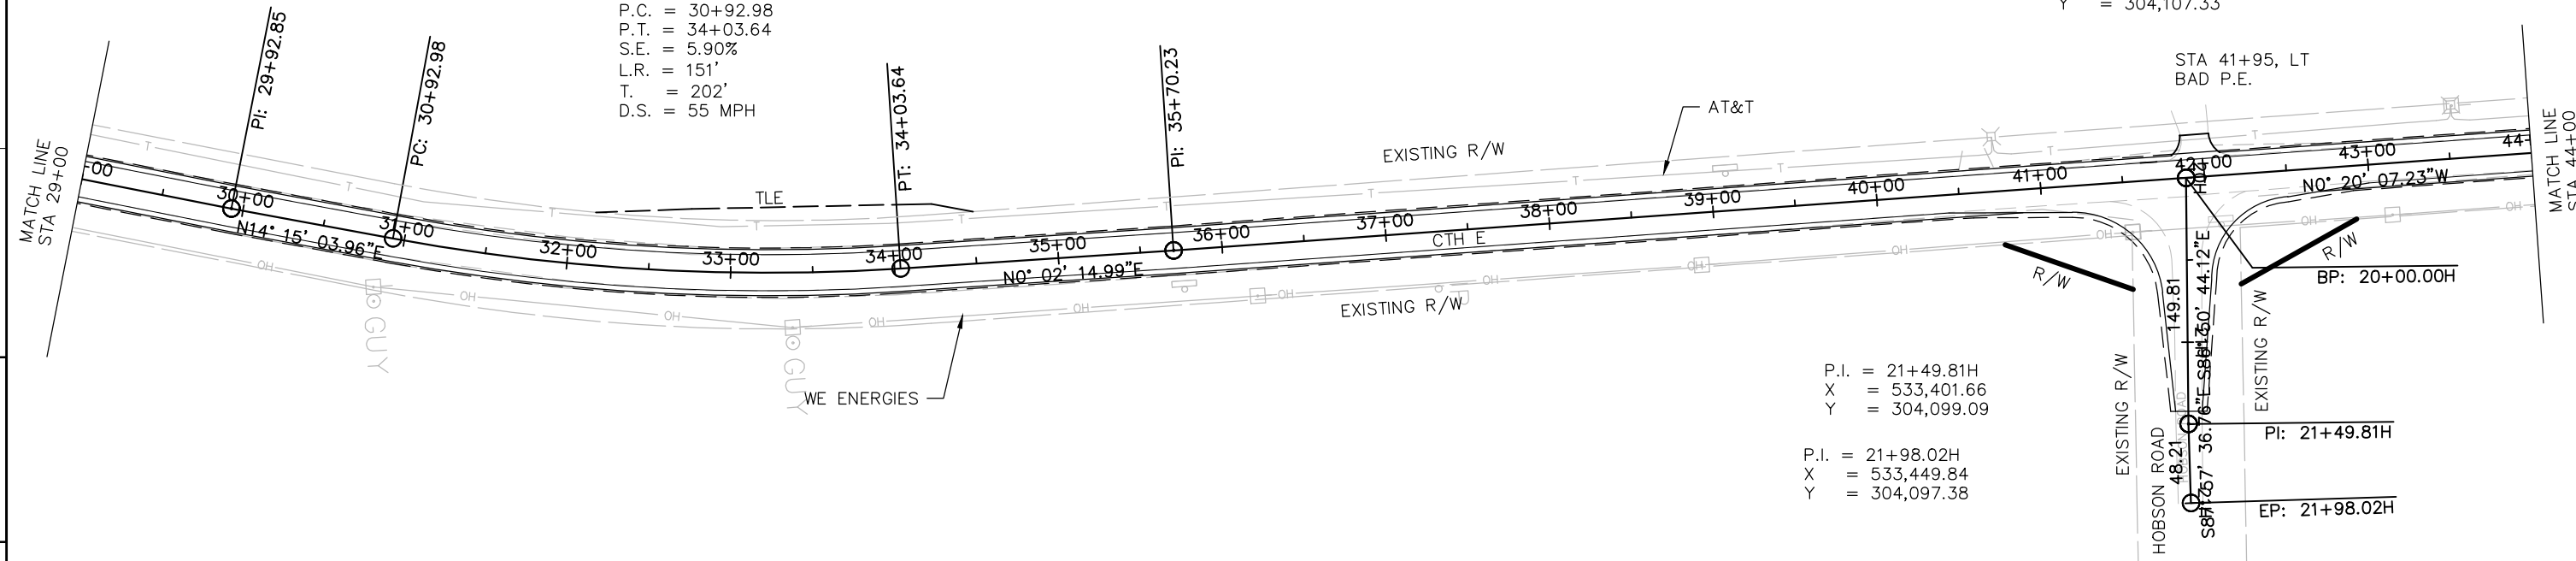 P.C. = 30+92.98
P.T. = 34+03.64
S.E. = 5.90%
L.R. = 151'
T. = 202'
D.S. = 55 MPH
Y = 304,107.33
STA 41+95, LT
BAD P.E.
MATCH LINE
STA 29+00
PI: 29+92.85
PC: 30+92.98
PT: 34+03.64
PI: 35+70.23
AT&T
EXISTING R/W
TLE
30+00
31+00
32+00
33+00
34+00
35+00
36+00
37+00
38+00
39+00
40+00
41+00
42+00
43+00
44
N14° 15' 03.96"E
N0° 02' 14.99"E
CTH E
N0° 20' 07.23"W
MATCH LINE
STA 44+00
EXISTING R/W
R/W
R/W
BP: 20+00.00H
GUY
GUY
WE ENERGIES
P.I. = 21+49.81H
X = 533,401.66
Y = 304,099.09
P.I. = 21+98.02H
X = 533,449.84
Y = 304,097.38
EXISTING R/W
EXISTING R/W
HOBSON ROAD
149.81
48.21
PI: 21+49.81H
EP: 21+98.02H